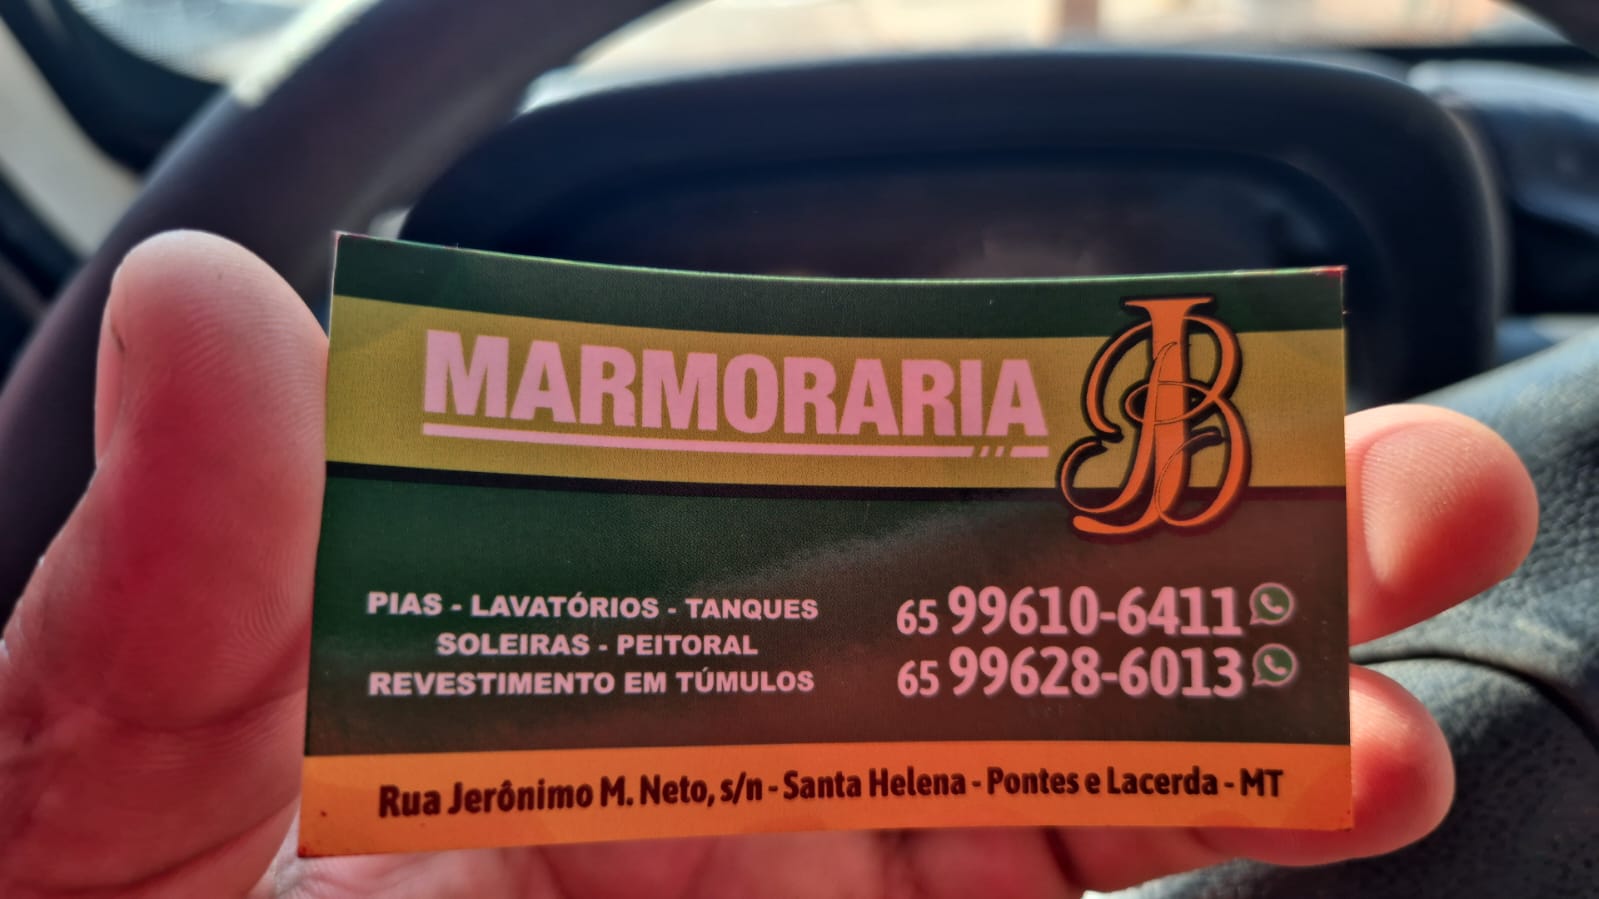 MARMORARIA
JB
PIAS - LAVATÓRIOS - TANQUES
SOLEIRAS - PEITORAL
REVESTIMENTO EM TÚMULOS
65 99610-6411
65 99628-6013
Rua Jerônimo M. Neto, s/n - Santa Helena - Pontes e Lacerda - MT